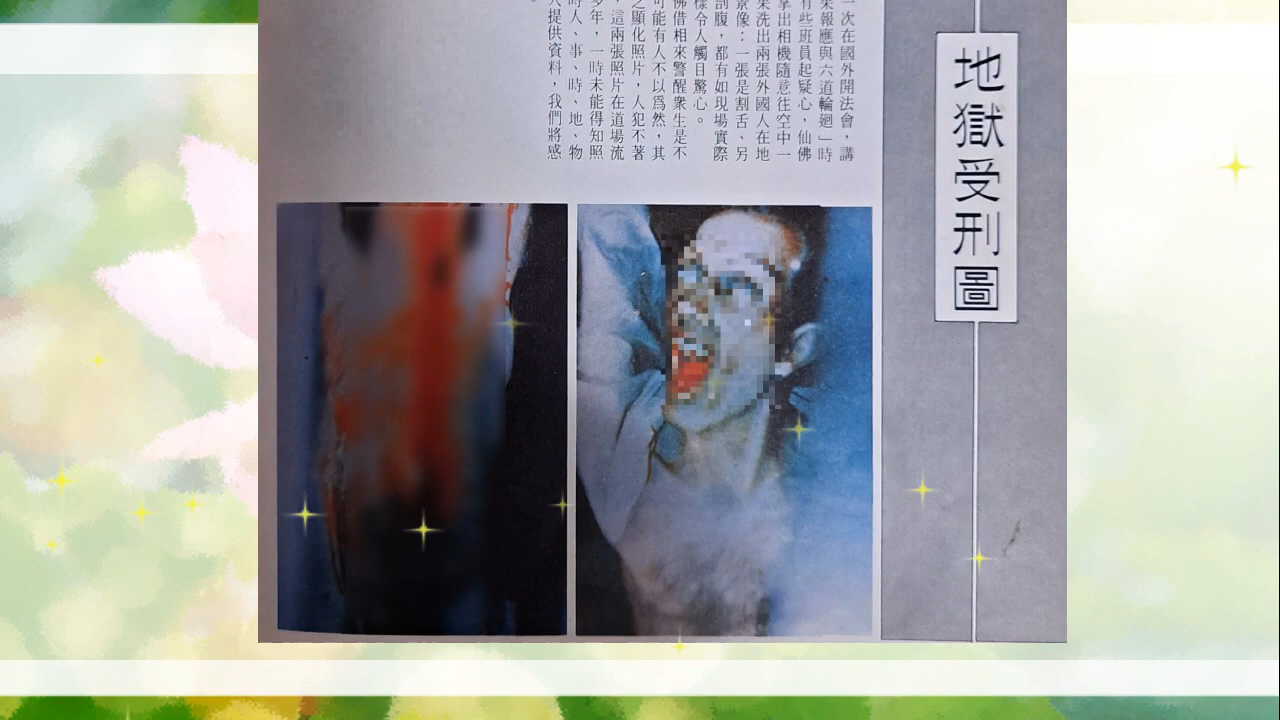 地獄受刑圖
一次在國外開法會，講
果報應與六道輪廻」時
有些班員起疑心，仙佛
拿出相機隨意往空中一
來洗出兩張外國人在地
景像：一張是割舌、另
剖腹，都有如現場實際
樣令人觸目驚心。
佛借相來警醒衆生是不
可能有人不以爲然，其
之顯化照片，人犯不著
，這兩張照片在道場流
多年，一時未能得知照
時人、事、時、地、物
人提供資料，我們將感
。